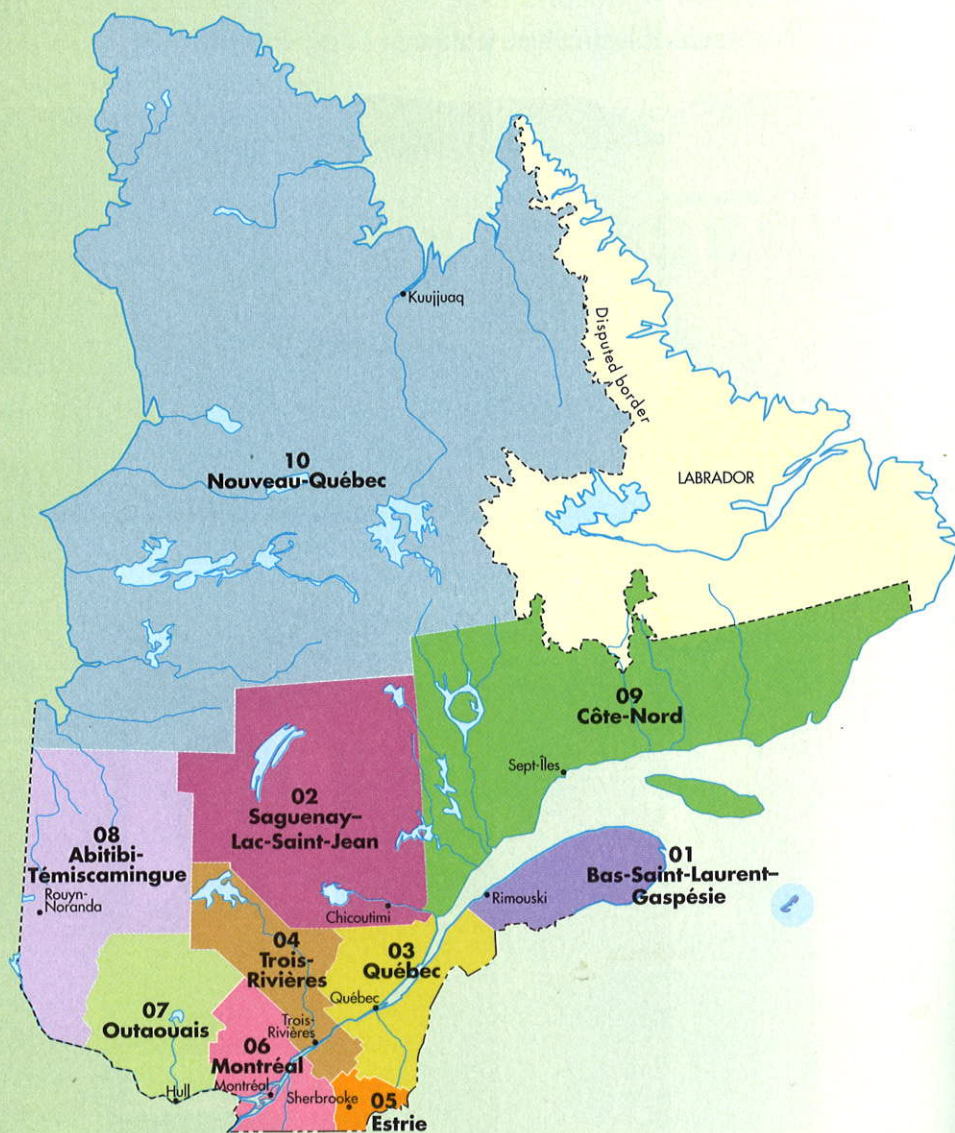 Kuujjuaq
Disputed border
10
Nouveau-Québec
LABRADOR
09
Côte-Nord
Sept-Îles
02
Saguenay–
Lac-Saint-Jean
08
Abitibi-
Témiscamingue
Rouyn-
Noranda
01
Bas-Saint-Laurent–
Gaspésie
Rimouski
Chicoutimi
04
Trois-
Rivières
03
Québec
Québec
07
Outaouais
Trois-
Rivières
06
Montréal
Montréal
Hull
Sherbrooke
05
Estrie